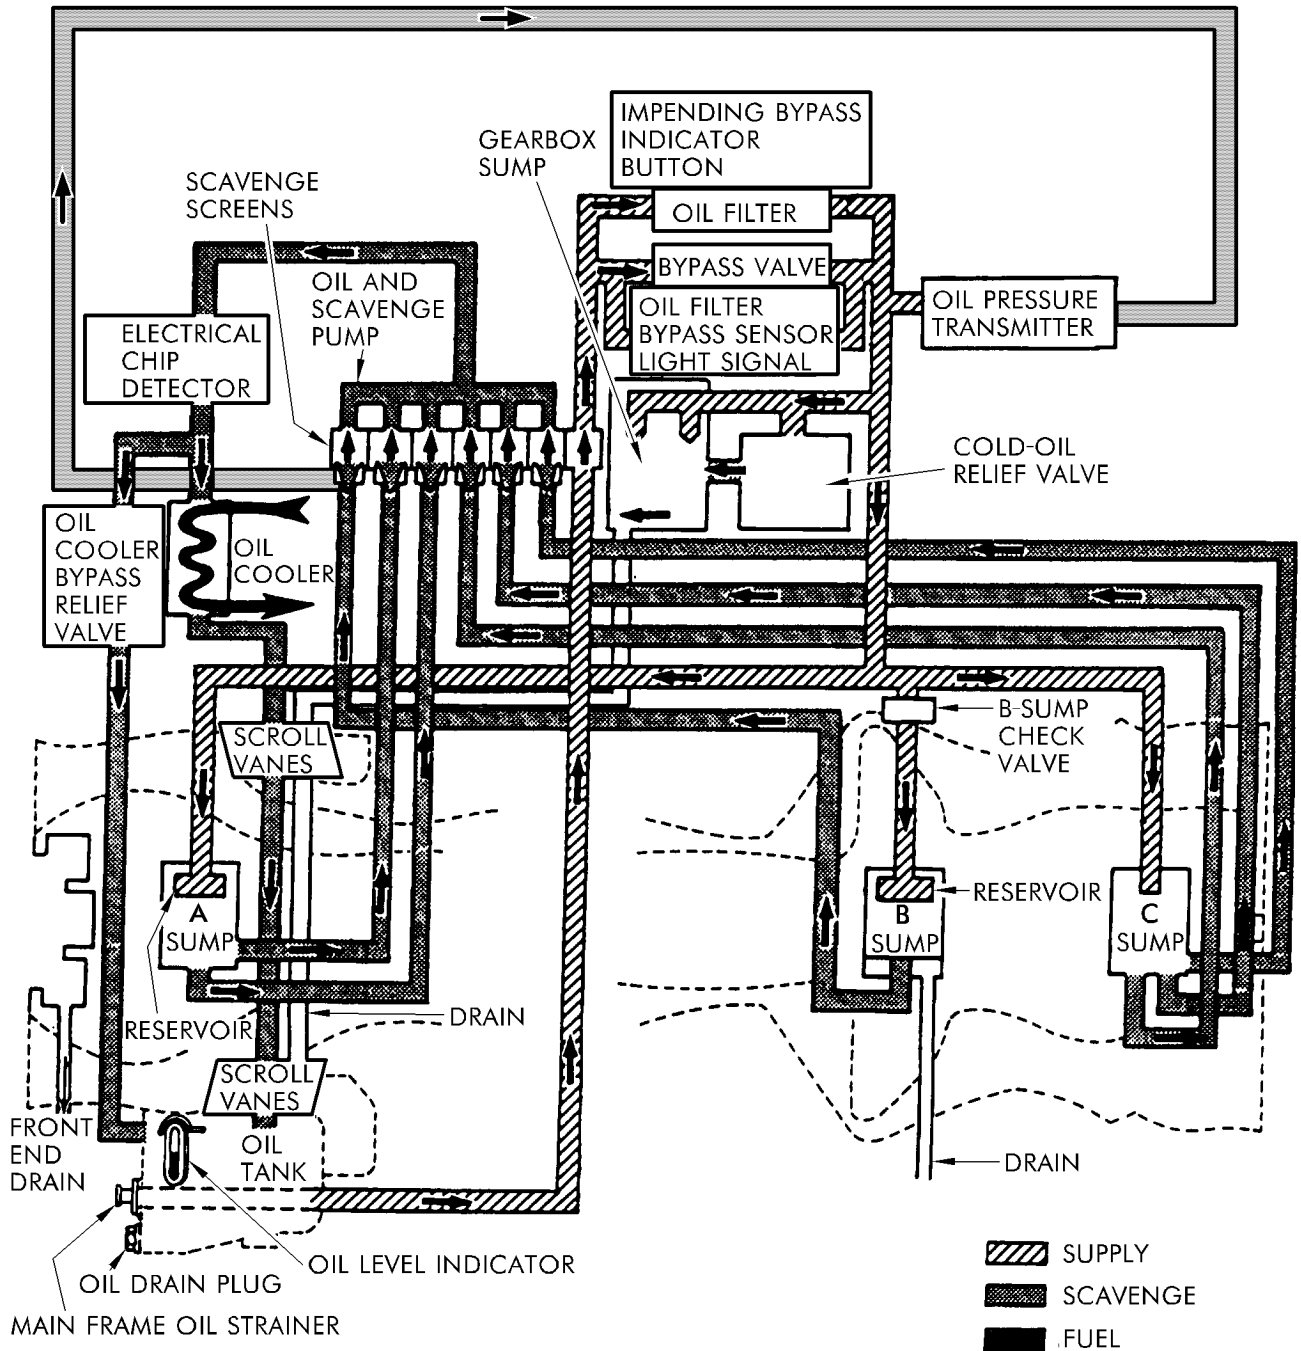 IMPENDING BYPASS
INDICATOR
BUTTON
GEARBOX
SUMP
SCAVENGE
SCREENS
OIL FILTER
BYPASS VALVE
OIL AND
SCAVENGE
PUMP
OIL FILTER
BYPASS SENSOR
LIGHT SIGNAL
OIL PRESSURE
TRANSMITTER
ELECTRICAL
CHIP
DETECTOR
COLD-OIL
RELIEF VALVE
OIL
COOLER
BYPASS
RELIEF
VALVE
OIL
COOLER
B-SUMP
CHECK
VALVE
SCROLL
VANES
A
SUMP
B
SUMP
RESERVOIR
C
SUMP
RESERVOIR
DRAIN
SCROLL
VANES
FRONT
END
DRAIN
OIL
TANK
DRAIN
OIL LEVEL INDICATOR
OIL DRAIN PLUG
MAIN FRAME OIL STRAINER
SUPPLY
SCAVENGE
FUEL